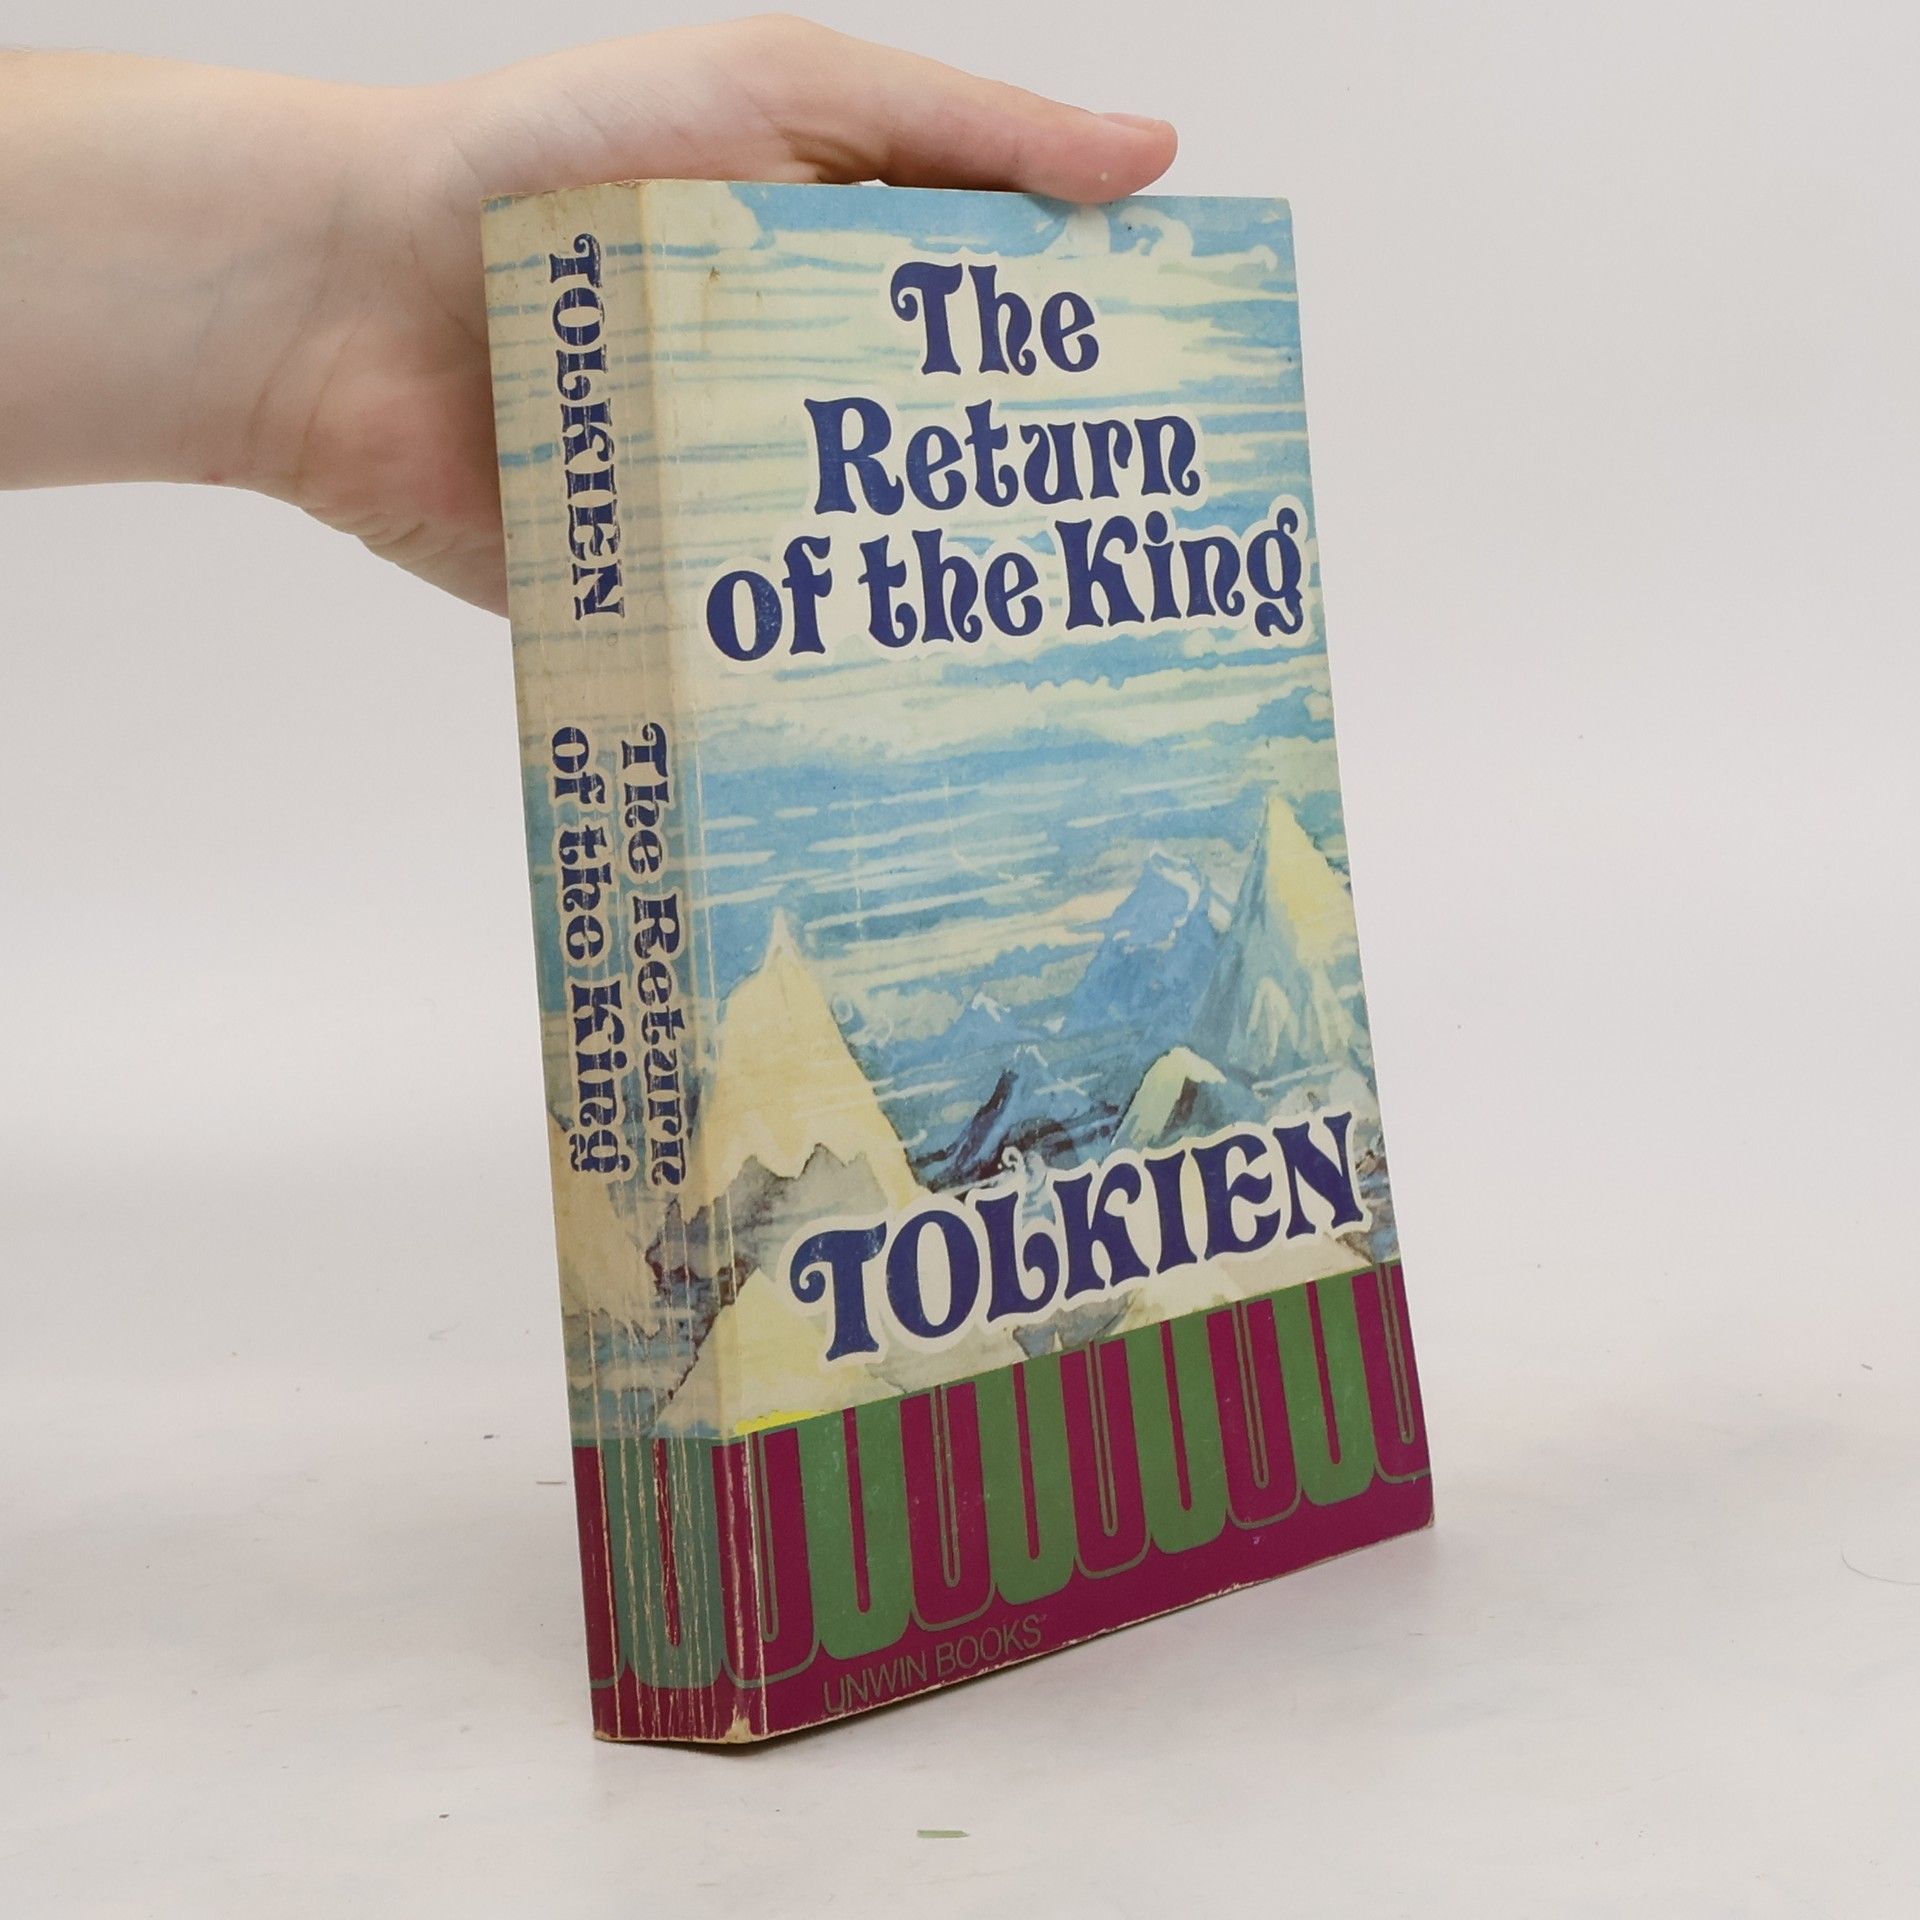 TOLKIEN
The Return
of the King
The
Return
of the King
TOLKIEN
UNWIN BOOKS